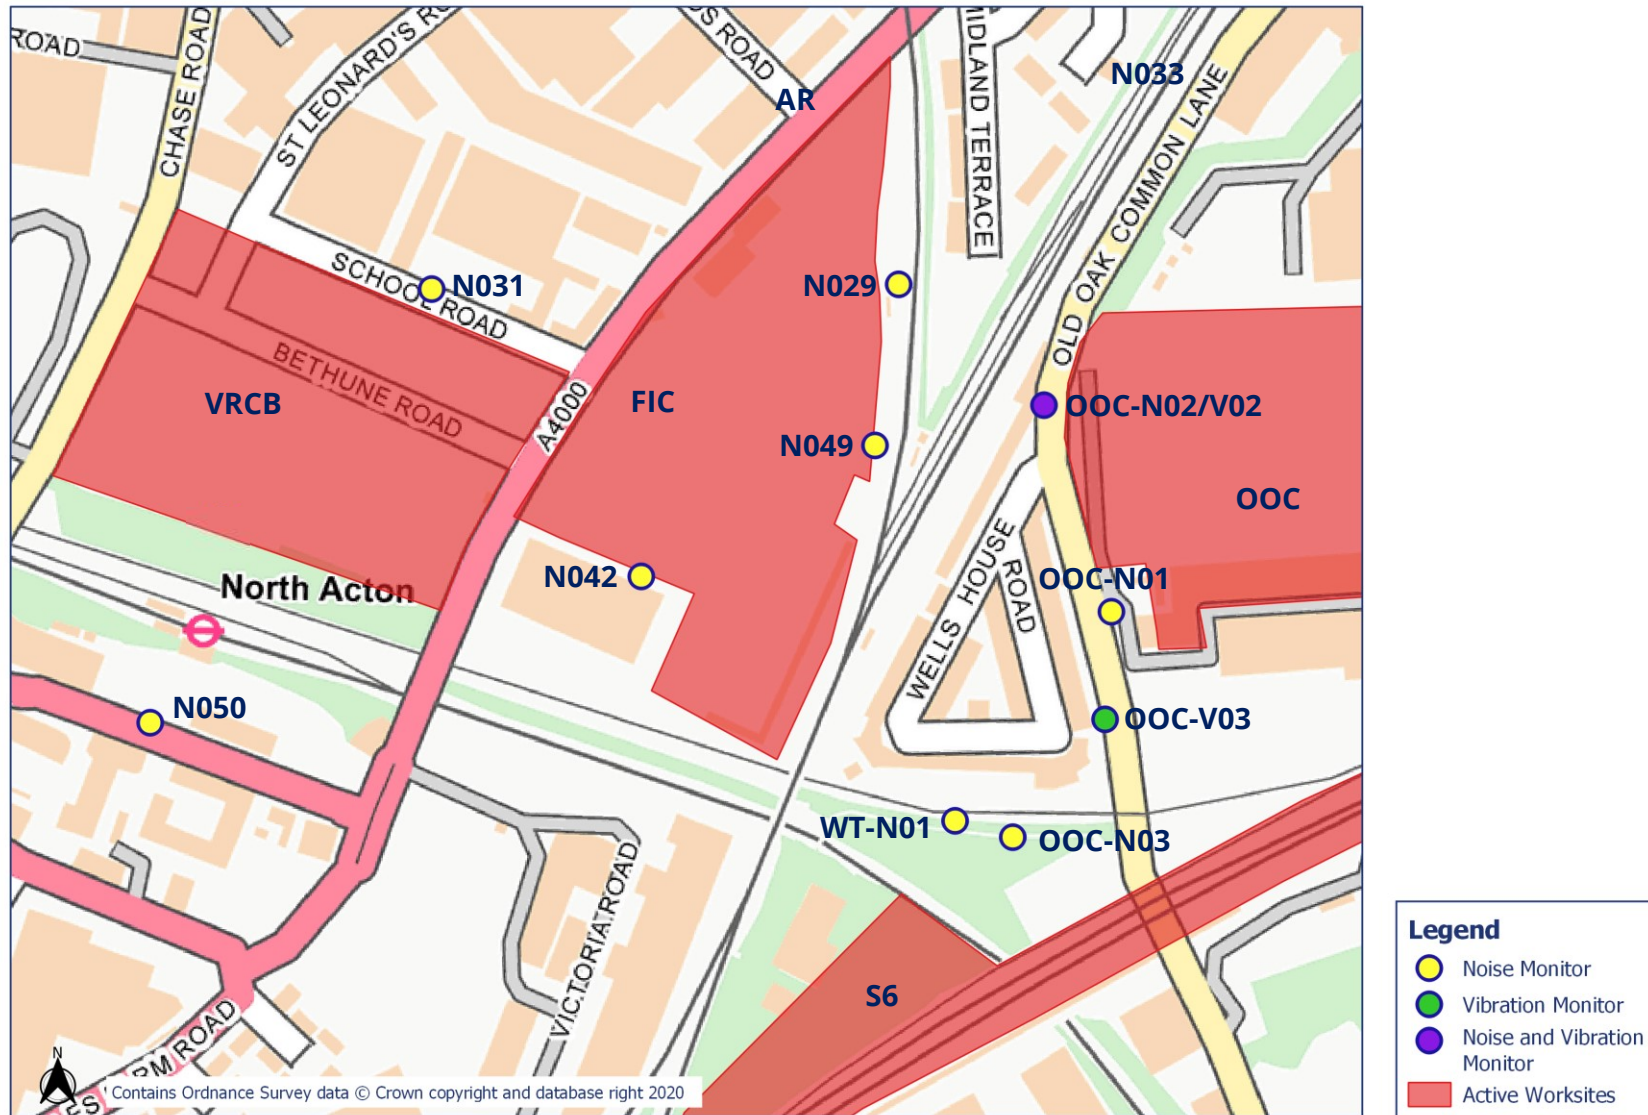 ROAD
CHASE ROAD
ST LEONARD'S
MIDLAND TERRACE
ROAD
AR
N033
OLD OAK COMMON LANE
SCHOOL ROAD
N031
N029
BETHUNE ROAD
VRCB
A4000
FIC
N049
OOC-N02/V02
OOC
WELLS HOUSE
ROAD
North Acton
N042
OOC-N01
N050
OOC-V03
WT-N01
OOC-N03
VICTORIA ROAD
S6
ROAD
N
Contains Ordnance Survey data © Crown copyright and database right 2020
Legend
Noise Monitor
Vibration Monitor
Noise and Vibration
Monitor
Active Worksites